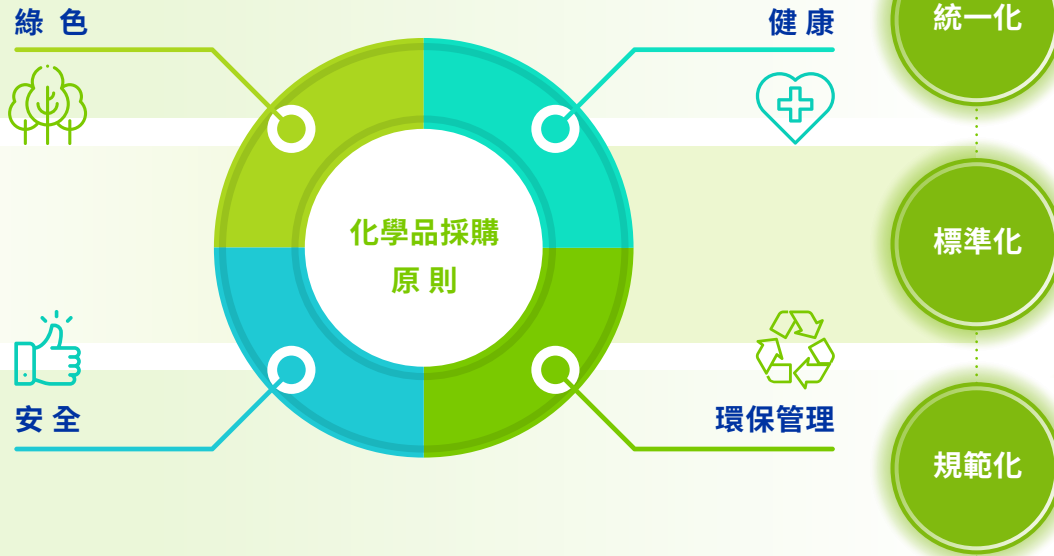 綠 色
健 康
化學品採購
原 則
安 全
環保管理
統一化
標準化
規範化